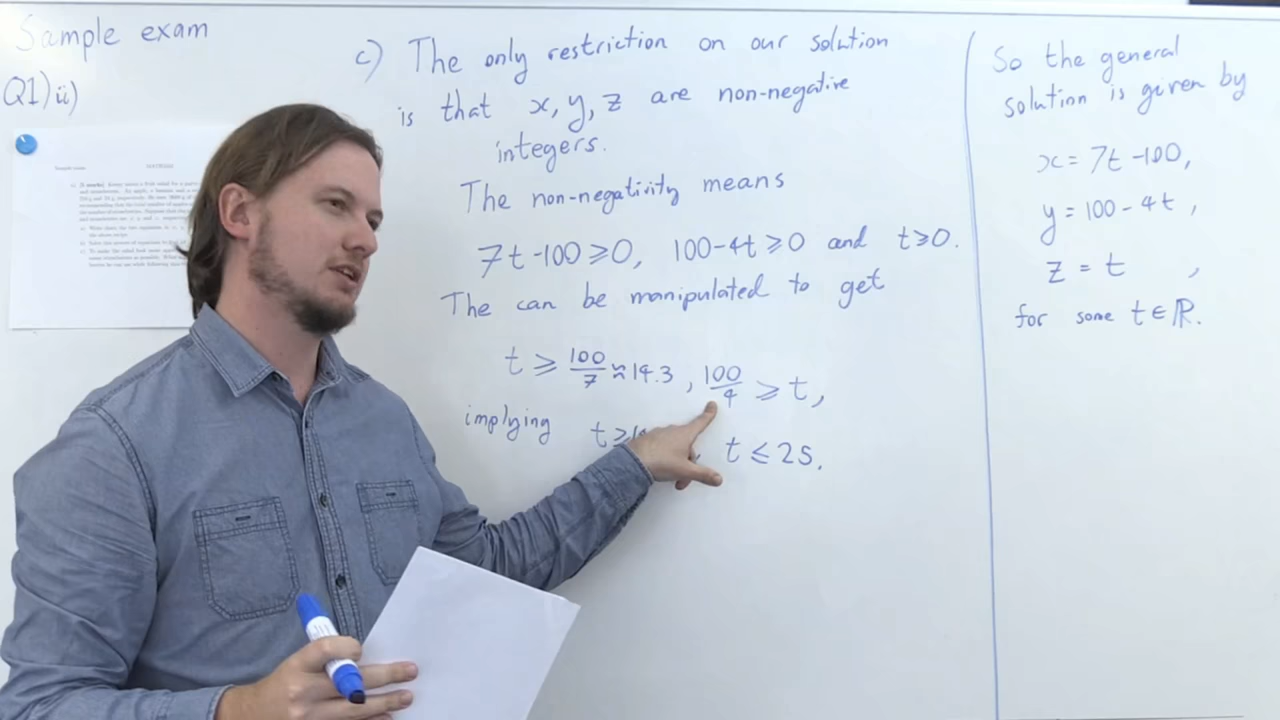 Sample exam
Q1) ii)
c) The only restriction on our solution
is that x, y, z are non-negative
integers.
The non-negativity means
7t-100⩾0, 100-4t⩾0 and t⩾0.
The can be manipulated to get
t ⩾ 100/7 ≈ 14.3, 100/4 ⩾ t,
implying t ≥ t ≤ 25.
So the general
solution is given by
x = 7t -100,
y = 100 - 4t,
z = t,
for some t ∈ ℝ.